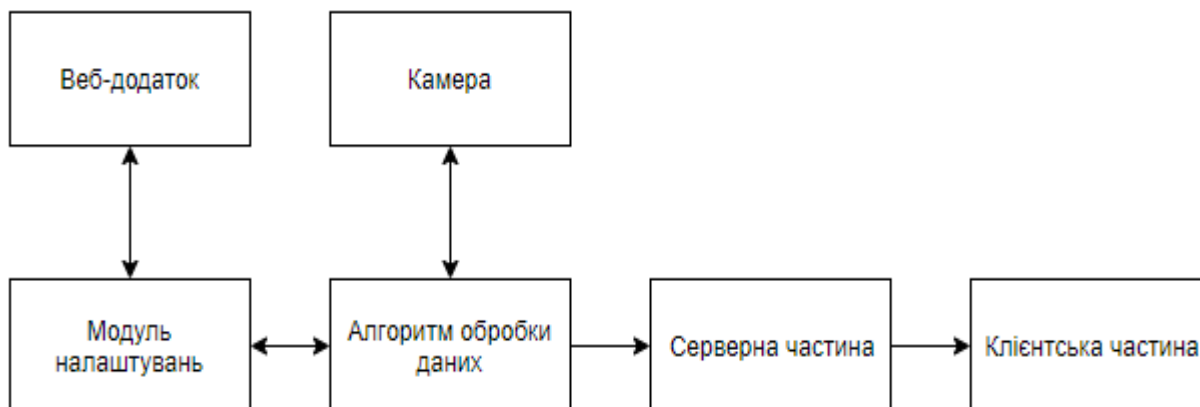 Веб-додаток
Камера
Модуль
налаштувань
Алгоритм обробки
даних
Серверна частина
Клієнтська частина